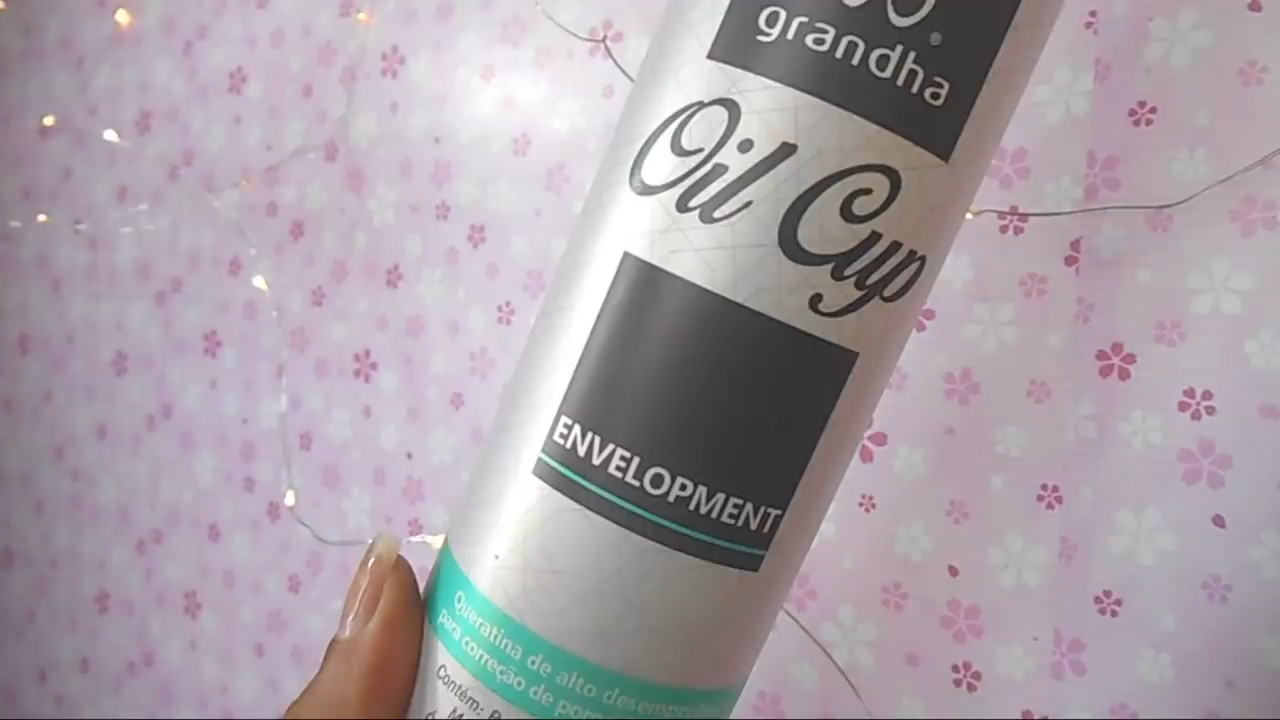 grandha
Oil Cup
ENVELOPMENT
Queratina de alto desempenho
para correção de
Contém: